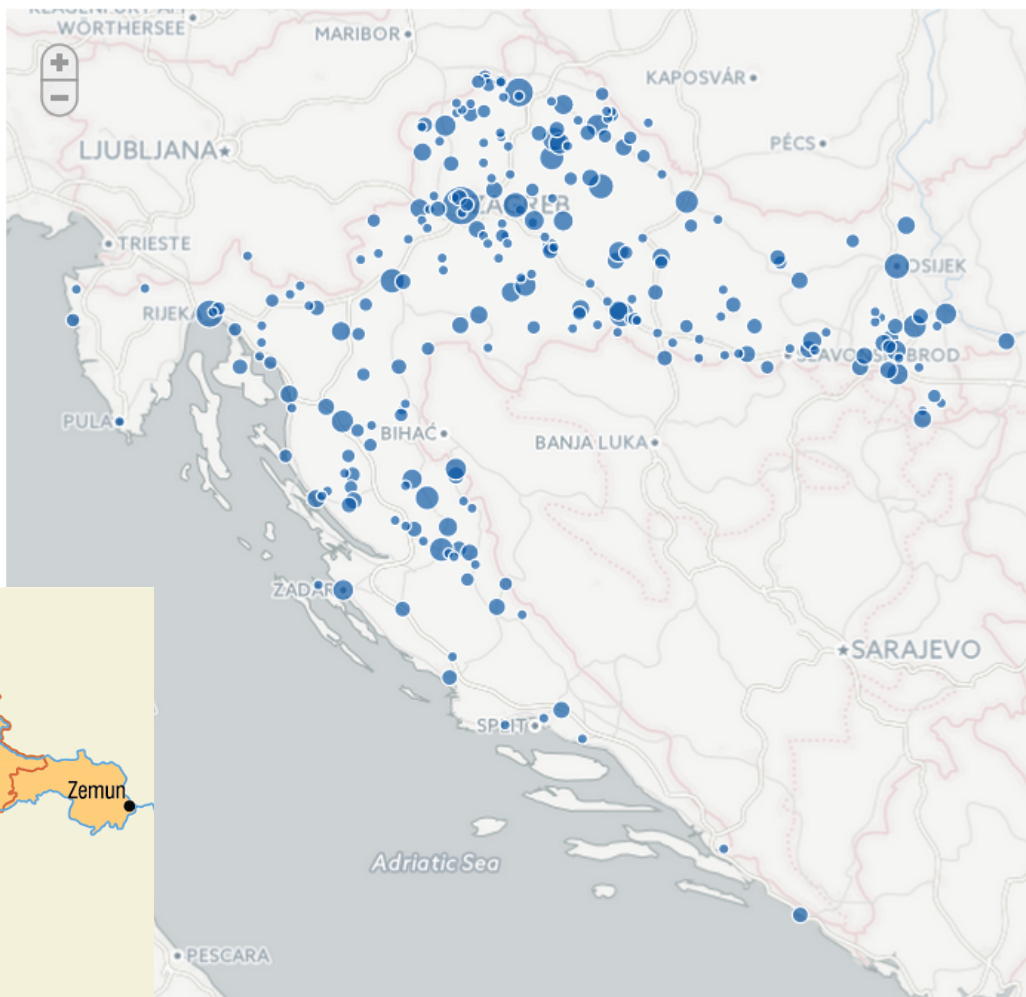 WÖRTHERSEE
MARIBOR
KAPOSVÁR
LJUBLJANA
PÉCS
ZAGREB
TRIESTE
OSIJEK
RIJEKA
SLAVONSKI BROD
PULA
BIHAĆ
BANJA LUKA
ZADAR
SARAJEVO
SPLIT
Zemun
Adriatic Sea
PESCARA
+
−